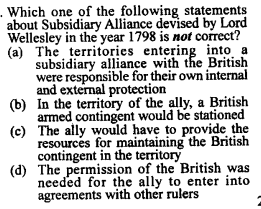 . Which one of the following statements
about Subsidiary Alliance devised by Lord
Wellesley in the year 1798 is not correct?
(a) The territories entering into a
subsidiary alliance with the British
were responsible for their own internal
and external protection
(b) In the territory of the ally, a British
armed contingent would be stationed
(c) The ally would have to provide the
resources for maintaining the British
contingent in the territory
(d) The permission of the British was
needed for the ally to enter into
agreements with other rulers